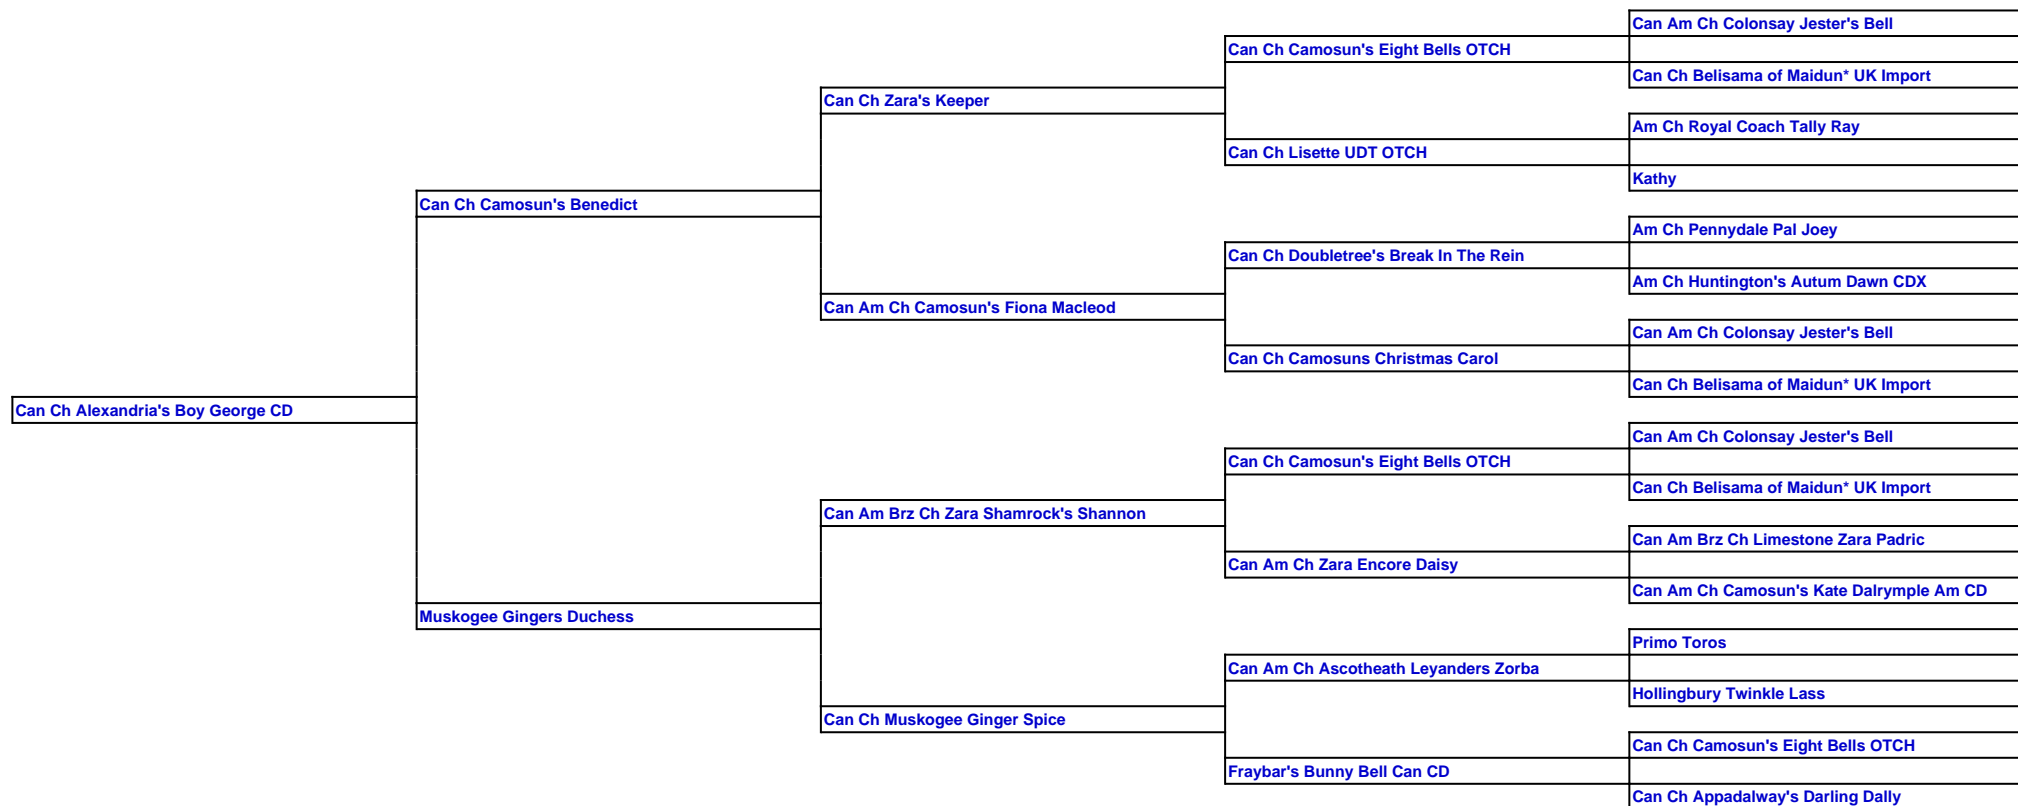 Can Am Ch Colonsay Jester's Bell
Can Ch Camosun's Eight Bells OTCH
Can Ch Belisama of Maidun* UK Import
Can Ch Zara's Keeper
Am Ch Royal Coach Tally Ray
Can Ch Lisette UDT OTCH
Kathy
Can Ch Camosun's Benedict
Am Ch Pennydale Pal Joey
Can Ch Doubletree's Break In The Rein
Am Ch Huntington's Autum Dawn CDX
Can Am Ch Camosun's Fiona Macleod
Can Am Ch Colonsay Jester's Bell
Can Ch Camosuns Christmas Carol
Can Ch Belisama of Maidun* UK Import
Can Ch Alexandria's Boy George CD
Can Am Ch Colonsay Jester's Bell
Can Ch Camosun's Eight Bells OTCH
Can Ch Belisama of Maidun* UK Import
Can Am Brz Ch Zara Shamrock's Shannon
Can Am Brz Ch Limestone Zara Padric
Can Am Ch Zara Encore Daisy
Can Am Ch Camosun's Kate Dalrymple Am CD
Muskogee Gingers Duchess
Primo Toros
Can Am Ch Ascotheath Leyanders Zorba
Hollingbury Twinkle Lass
Can Ch Muskogee Ginger Spice
Can Ch Camosun's Eight Bells OTCH
Fraybar's Bunny Bell Can CD
Can Ch Appadalway's Darling Dally